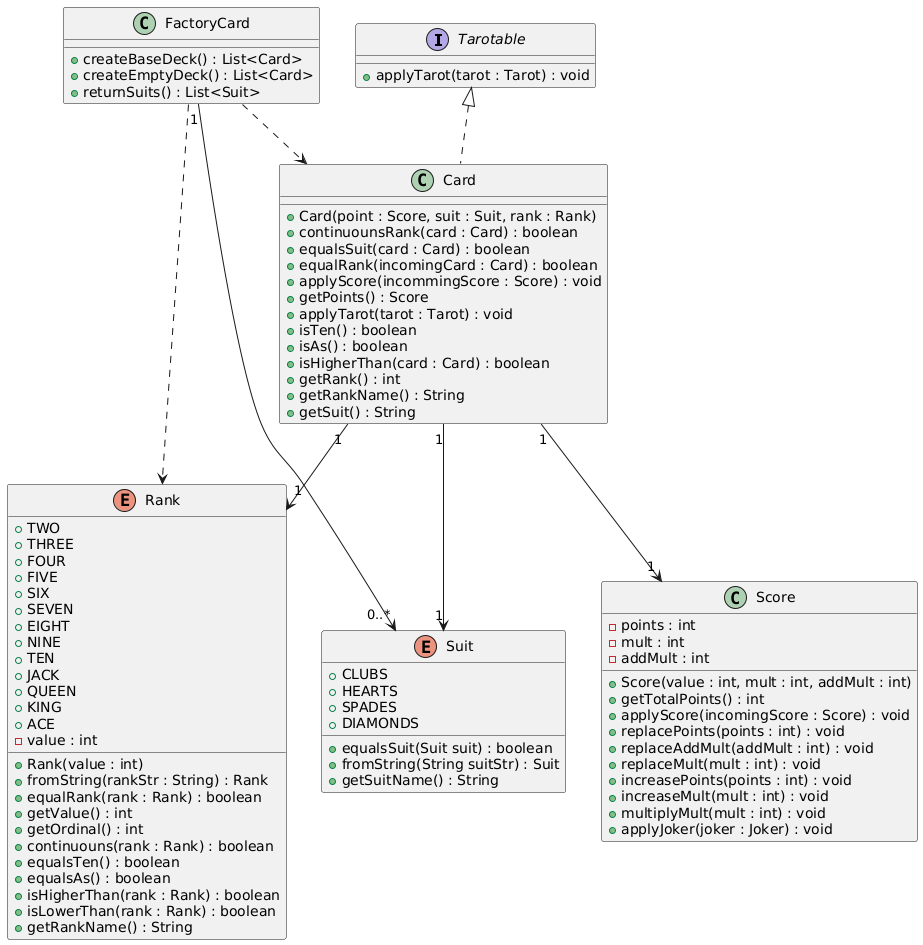 C FactoryCard
createBaseDeck() : List<Card>
createEmptyDeck() : List<Card>
returnSuits() : List<Suit>
I Tarotable
applyTarot(tarot : Tarot) : void
1
C Card
Card(point : Score, suit : Suit, rank : Rank)
continuounsRank(card : Card) : boolean
equalsSuit(card : Card) : boolean
equalRank(incomingCard : Card) : boolean
applyScore(incommingScore : Score) : void
getPoints() : Score
applyTarot(tarot : Tarot) : void
isTen() : boolean
isAs() : boolean
isHigherThan(card : Card) : boolean
getRank() : int
getRankName() : String
getSuit() : String
1
1
1
1
E Rank
TWO
THREE
FOUR
FIVE
SIX
SEVEN
EIGHT
NINE
TEN
JACK
QUEEN
KING
ACE
value : int
Rank(value : int)
fromString(rankStr : String) : Rank
equalRank(rank : Rank) : boolean
getValue() : int
getOrdinal() : int
continuouns(rank : Rank) : boolean
equalsTen() : boolean
equalsAs() : boolean
isHigherThan(rank : Rank) : boolean
isLowerThan(rank : Rank) : boolean
getRankName() : String
0..*
1
E Suit
CLUBS
HEARTS
SPADES
DIAMONDS
equalsSuit(Suit suit) : boolean
fromString(String suitStr) : Suit
getSuitName() : String
1
C Score
points : int
mult : int
addMult : int
Score(value : int, mult : int, addMult : int)
getTotalPoints() : int
applyScore(incomingScore : Score) : void
replacePoints(points : int) : void
replaceAddMult(addMult : int) : void
replaceMult(mult : int) : void
increasePoints(points : int) : void
increaseMult(mult : int) : void
multiplyMult(mult : int) : void
applyJoker(joker : Joker) : void